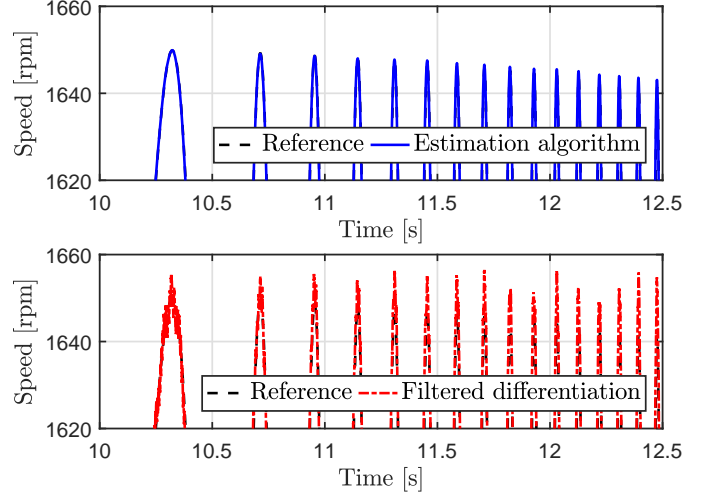 1660
1640
1620
Speed [rpm]
Reference Estimation algorithm
10 10.5 11 11.5 12 12.5
Time [s]
1660
1640
1620
Speed [rpm]
Reference Filtered differentiation
10 10.5 11 11.5 12 12.5
Time [s]